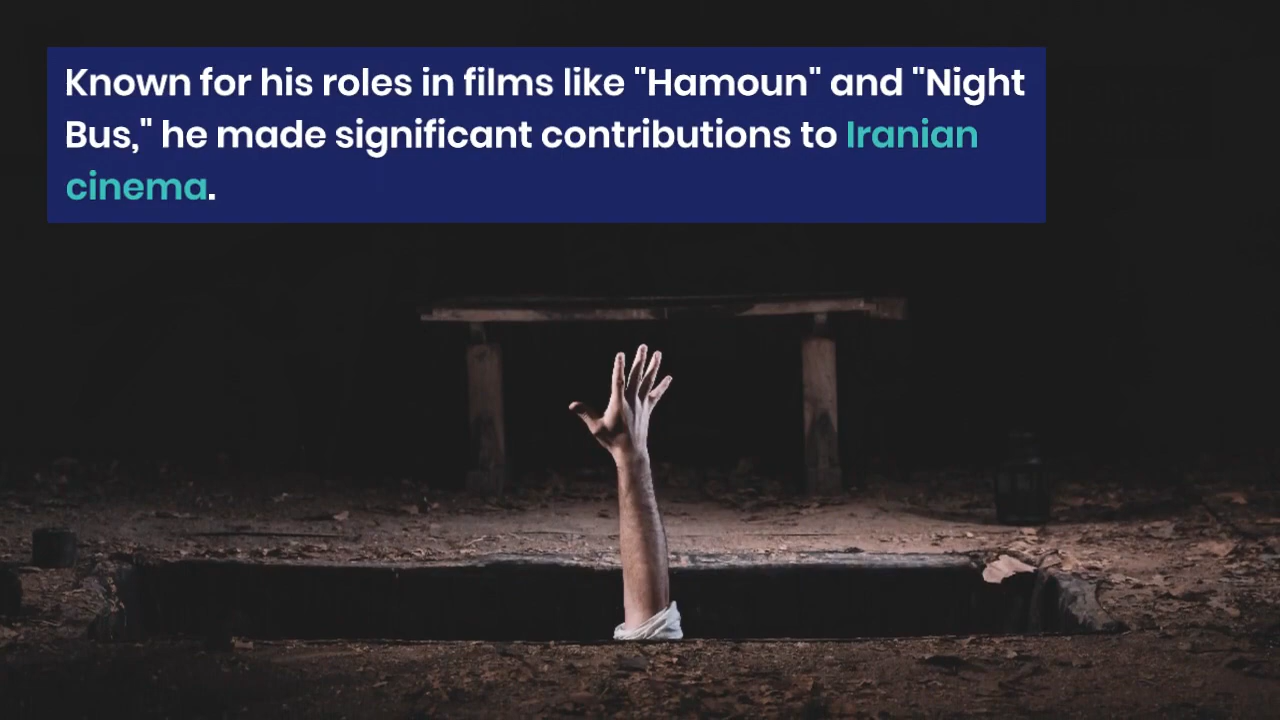 Known for his roles in films like "Hamoun" and "Night
Bus," he made significant contributions to Iranian
cinema.